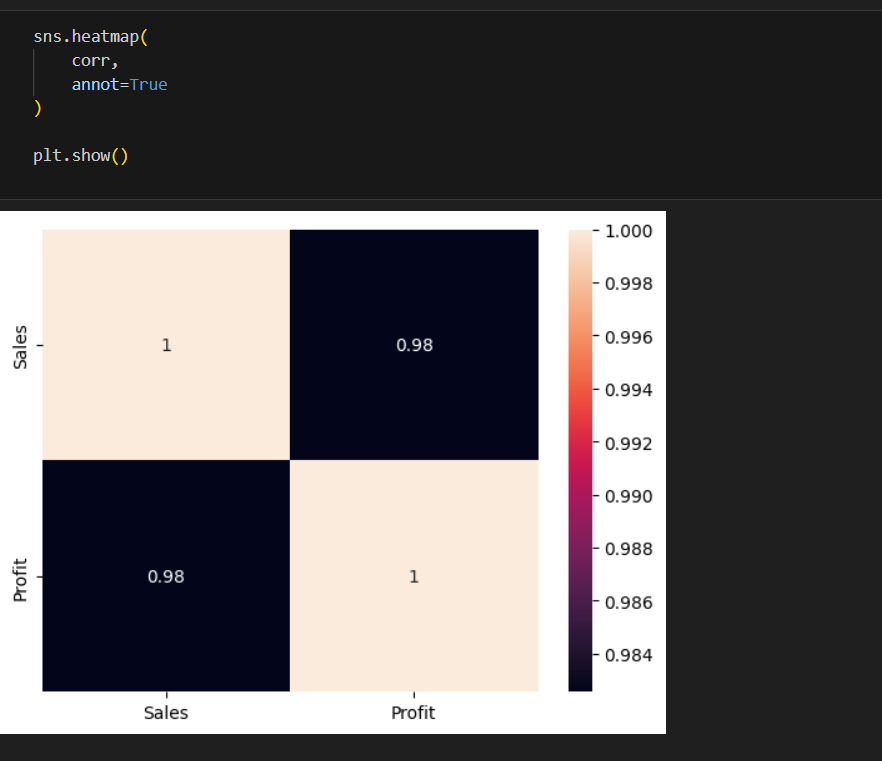 sns.heatmap(
    corr,
    annot=True
)
plt.show()
1.000
0.998
0.996
0.994
0.992
0.990
0.988
0.986
0.984
Sales
1
0.98
Profit
0.98
1
Sales
Profit